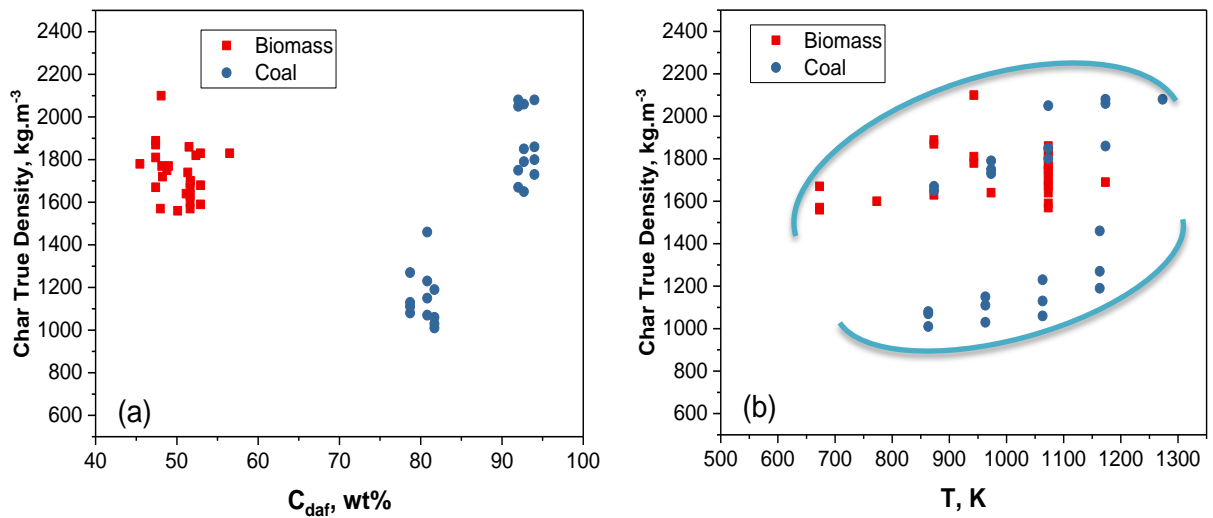 2400
2200
2000
1800
1600
1400
1200
1000
800
600
Char True Density, kg.m-3
Biomass
Coal
(a)
40 50 60 70 80 90 100
Cdaf, wt%
2400
2200
2000
1800
1600
1400
1200
1000
800
600
Char True Density, kg.m-3
Biomass
Coal
(b)
500 600 700 800 900 1000 1100 1200 1300
T, K